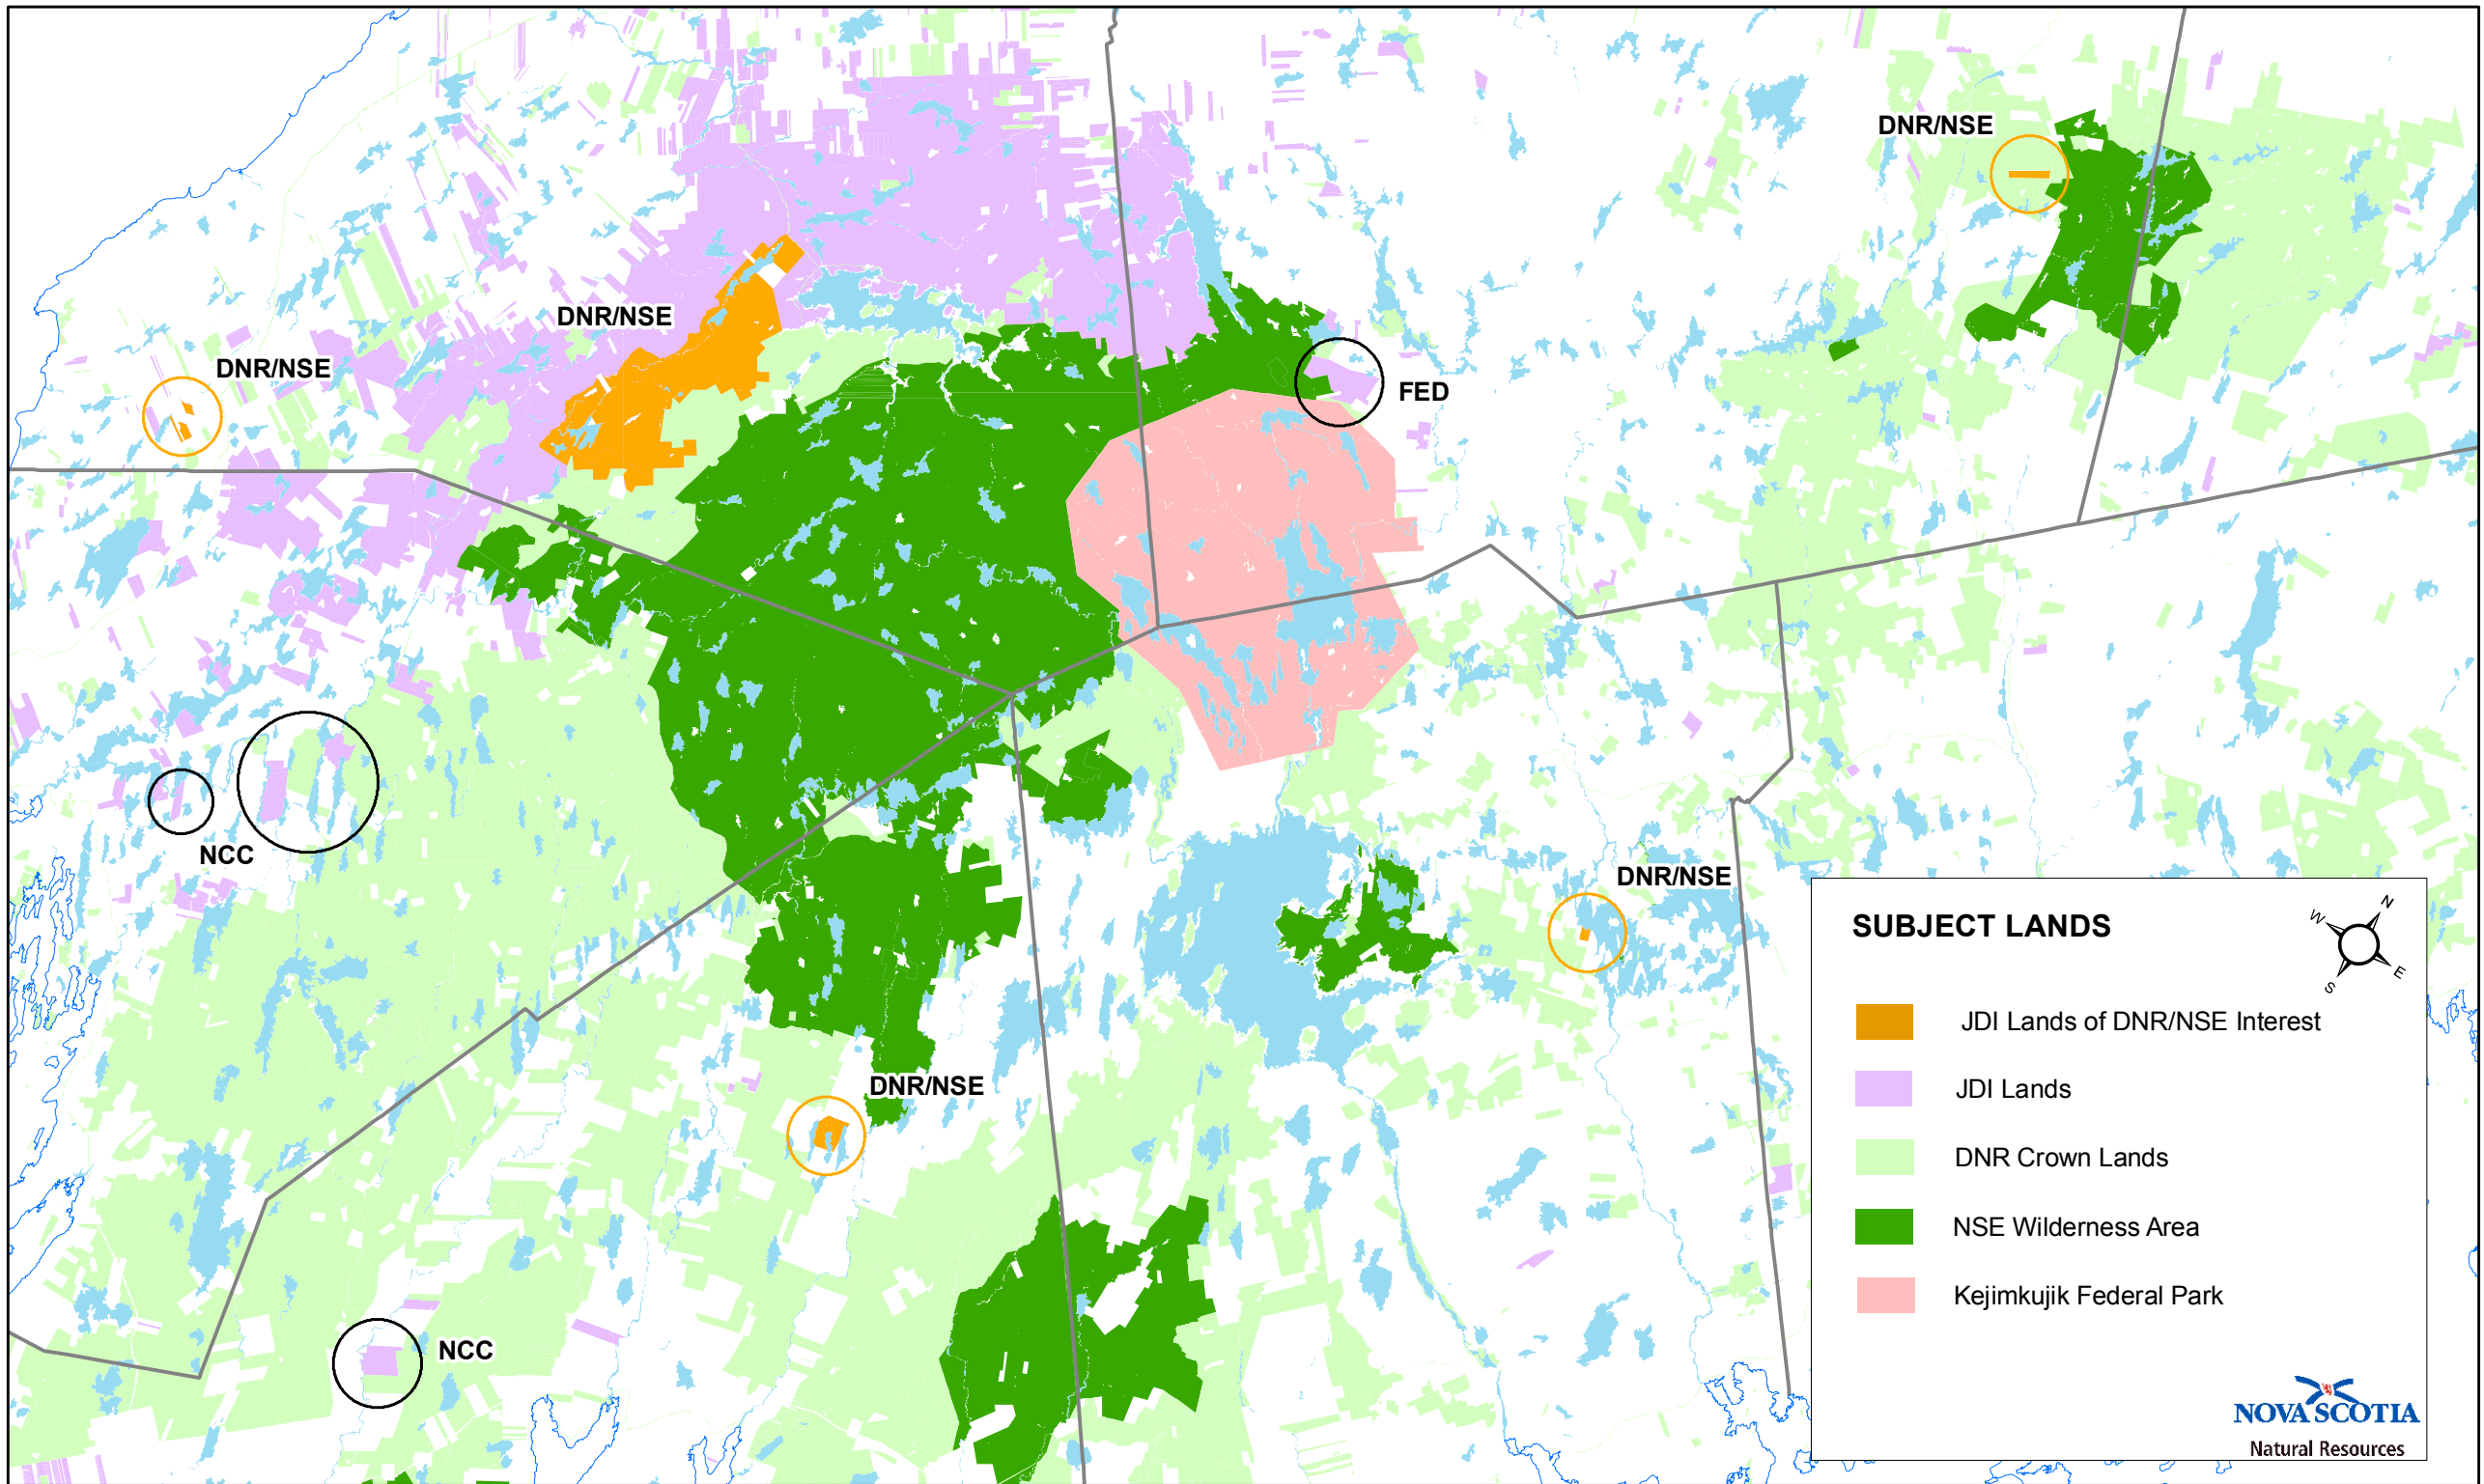 DNR/NSE
DNR/NSE
DNR/NSE
FED
NCC
DNR/NSE
DNR/NSE
NCC
SUBJECT LANDS
N
W
E
S
JDI Lands of DNR/NSE Interest
JDI Lands
DNR Crown Lands
NSE Wilderness Area
Kejimkujik Federal Park
NOVA SCOTIA
Natural Resources